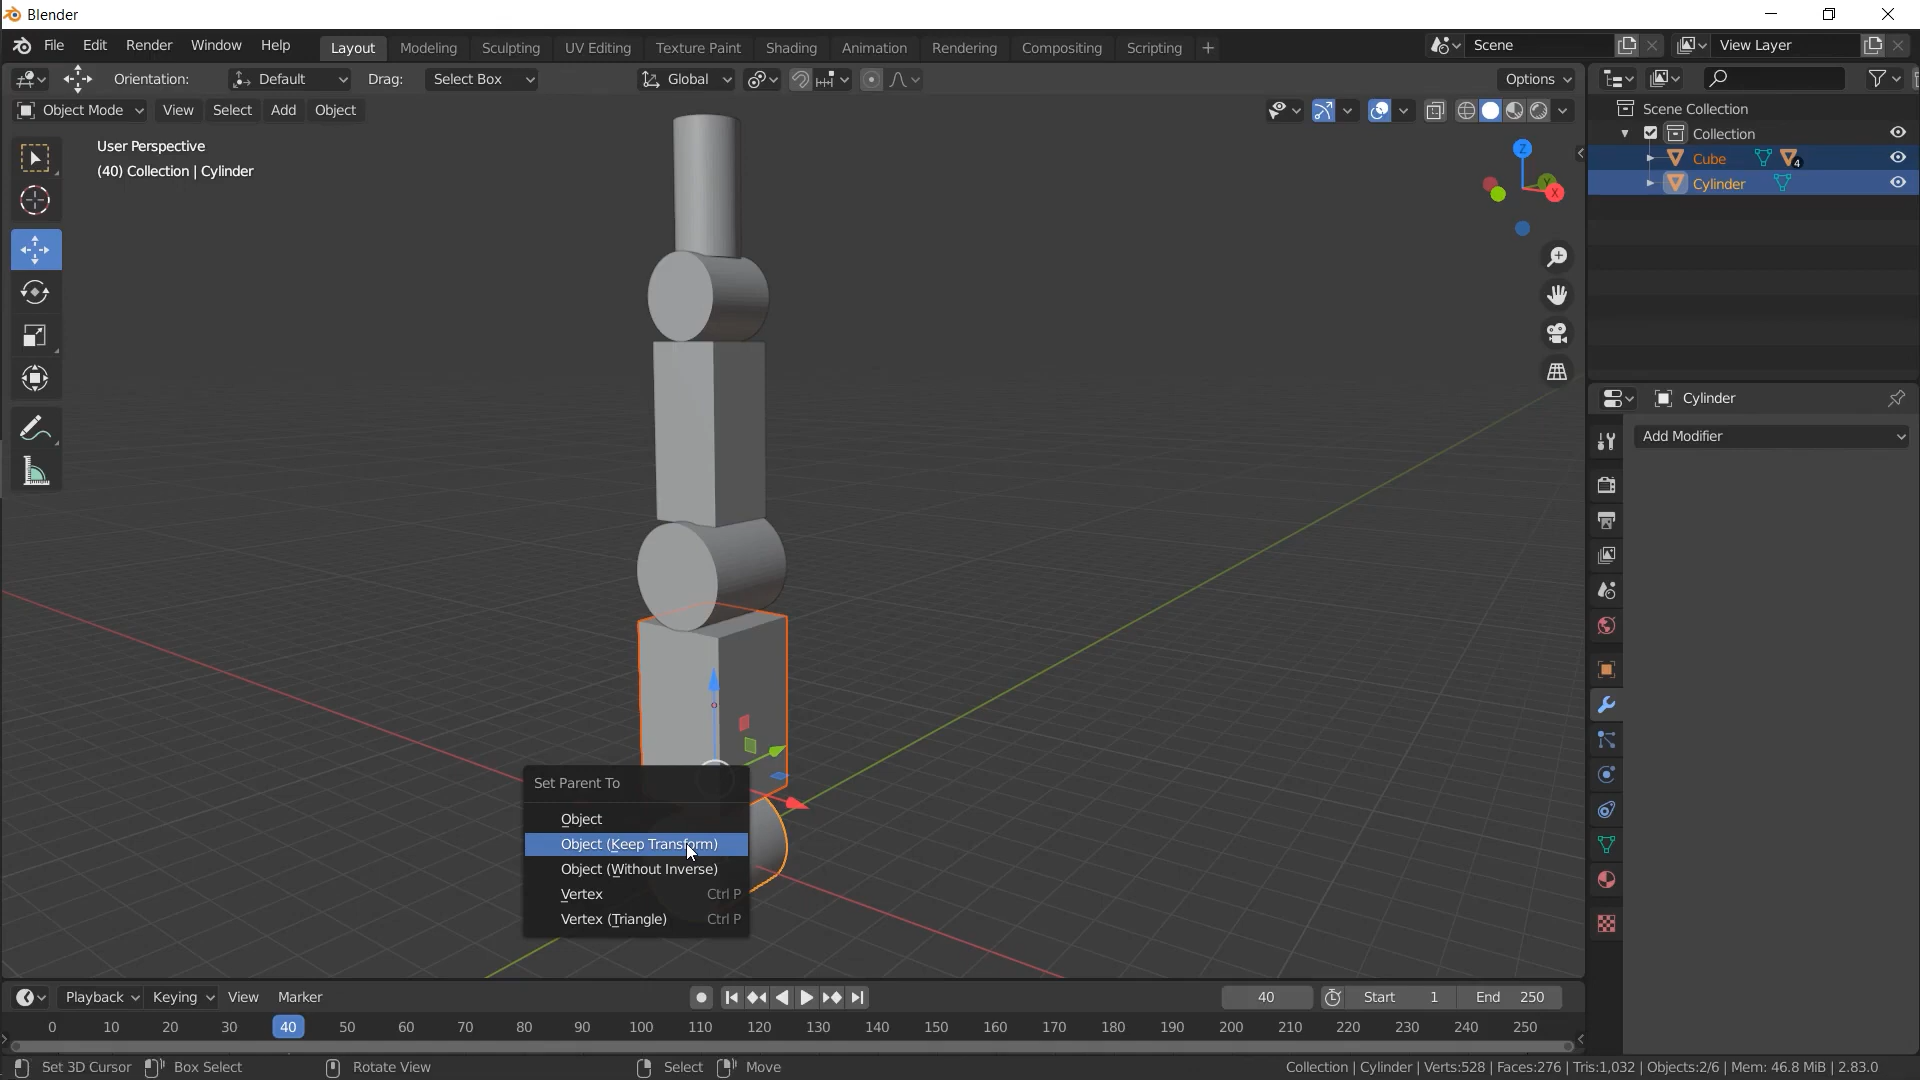 Blender
File Edit Render Window Help Layout Modeling Sculpting UV Editing Texture Paint Shading Animation Rendering Compositing Scripting + Scene View Layer
Orientation: Default Drag: Select Box Global Options
Object Mode View Select Add Object
User Perspective
(40) Collection | Cylinder
Z
Y
X
Scene Collection
Collection
Cube 4
Cylinder
Cylinder
Add Modifier
Set Parent To
Object
Object (Keep Transform)
Object (Without Inverse)
Vertex Ctrl P
Vertex (Triangle) Ctrl P
Playback Keying View Marker 40 Start 1 End 250
0 10 20 30 40 50 60 70 80 90 100 110 120 130 140 150 160 170 180 190 200 210 220 230 240 250
Set 3D Cursor Box Select Rotate View Select Move Collection | Cylinder | Verts:528 | Faces:276 | Tris:1,032 | Objects:2/6 | Mem: 46.8 MiB | 2.83.0